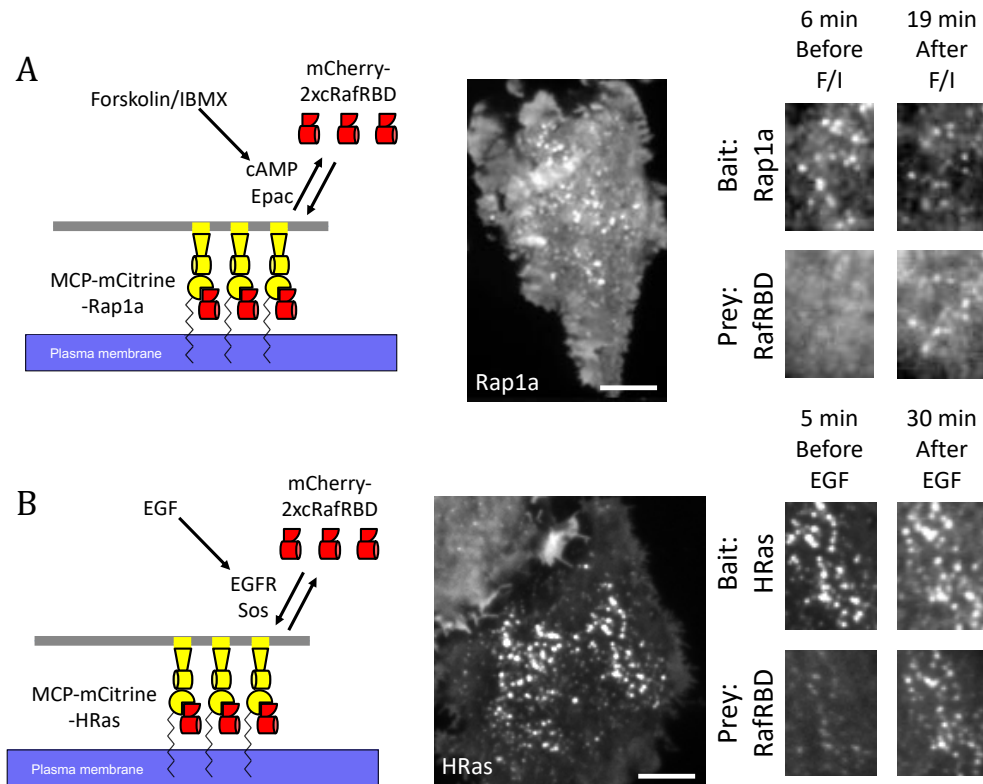 A
Forskolin/IBMX
mCherry-
2xcRafRBD
cAMP
Epac
MCP-mCitrine
-Rap1a
Plasma membrane
Rap1a
6 min
Before
F/I
19 min
After
F/I
Bait:
Rap1a
Prey:
RafRBD
B
EGF
mCherry-
2xcRafRBD
EGFR
Sos
MCP-mCitrine
-HRas
Plasma membrane
HRas
5 min
Before
EGF
30 min
After
EGF
Bait:
HRas
Prey:
RafRBD